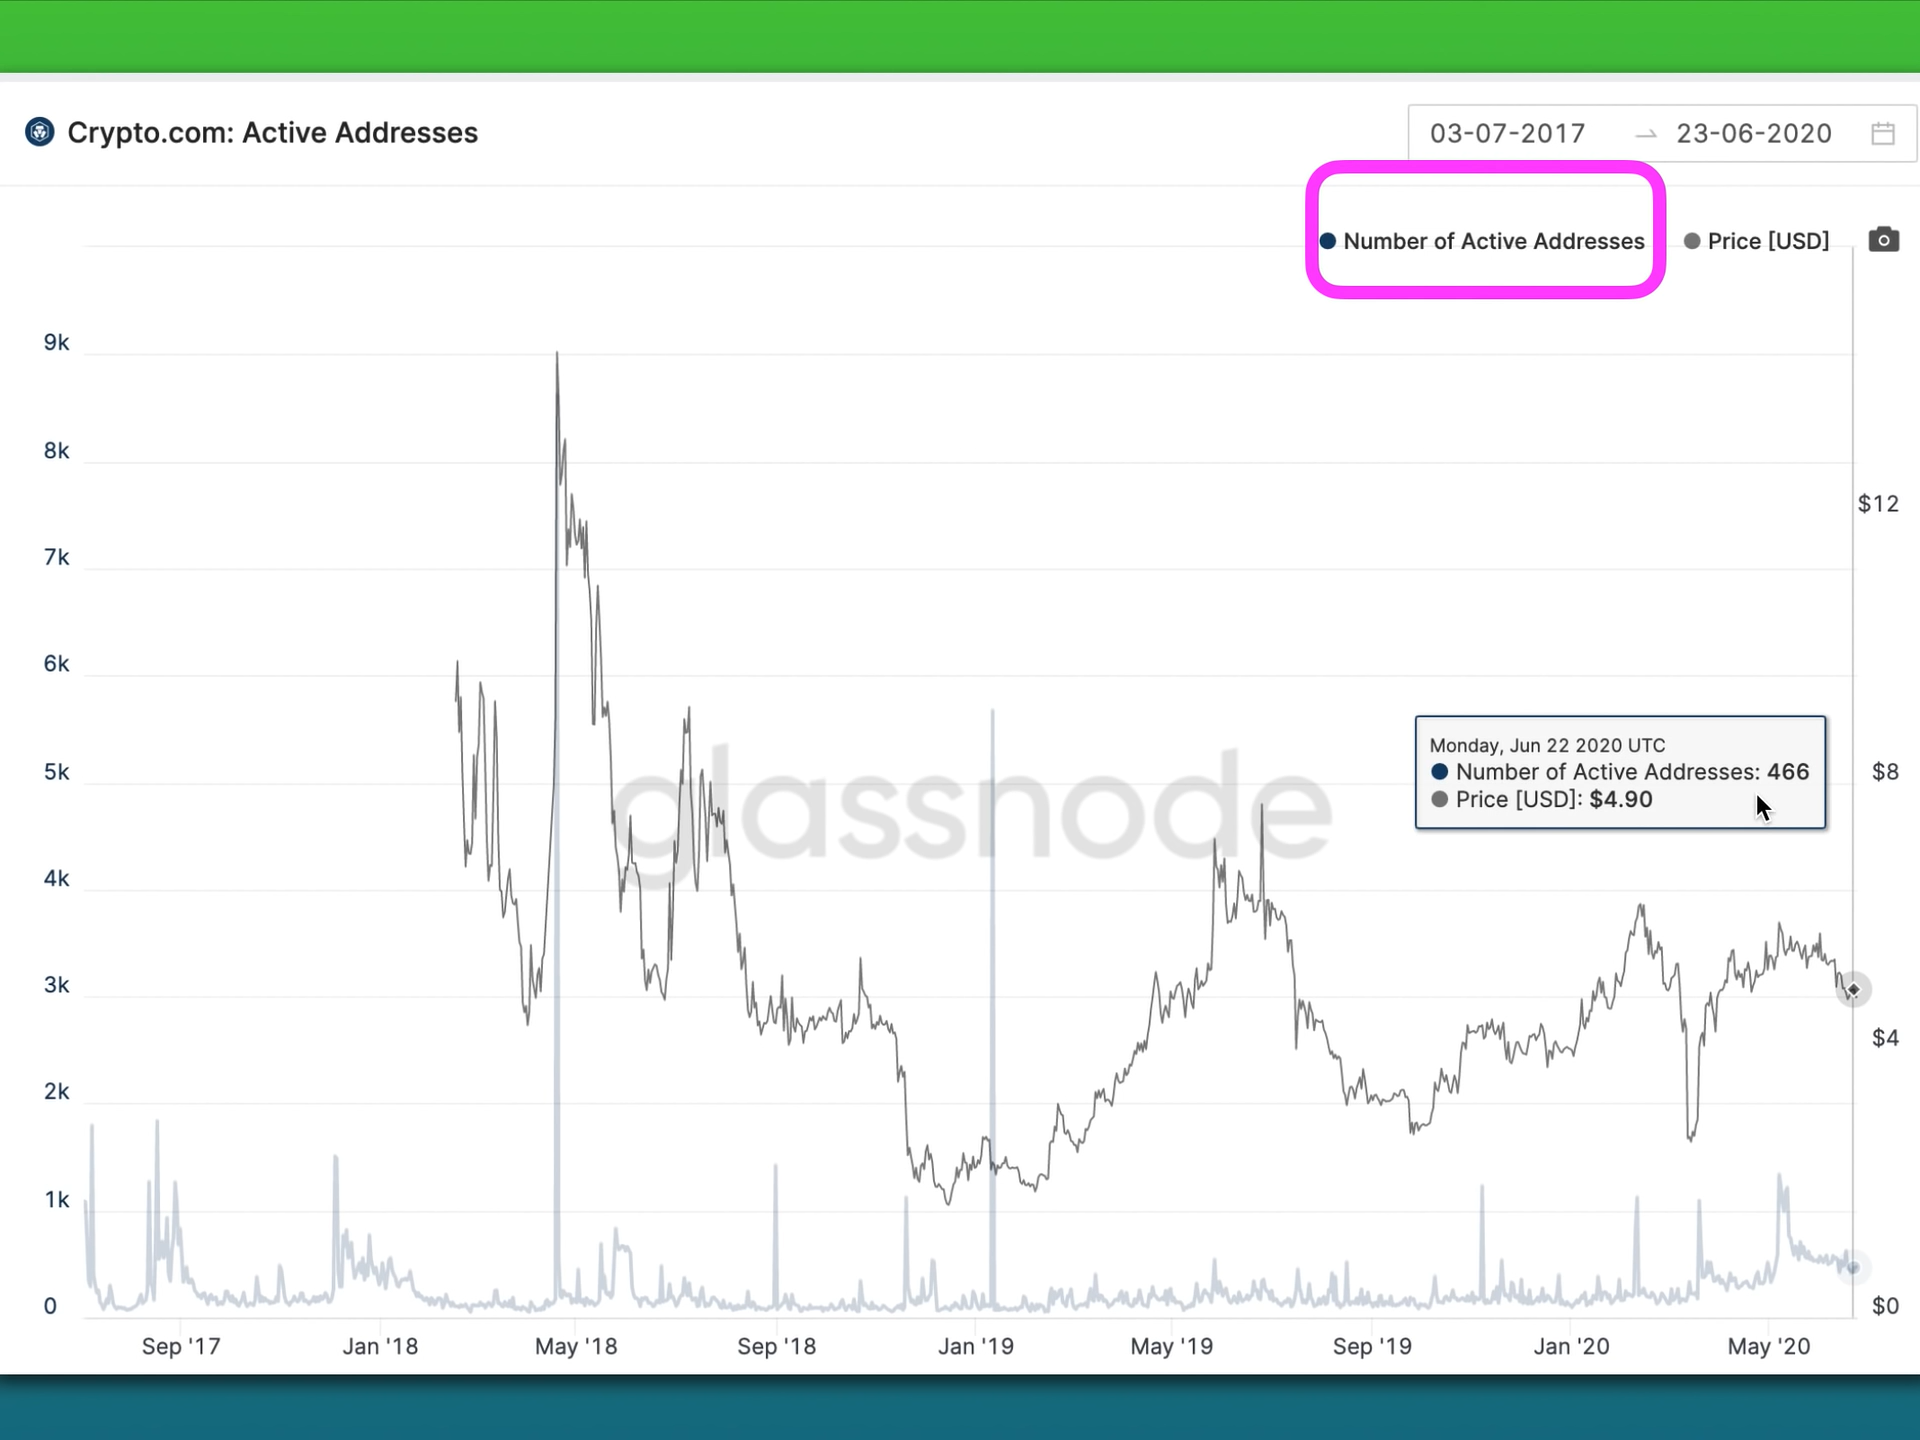 Crypto.com: Active Addresses
03-07-2017 → 23-06-2020
Number of Active Addresses
Price [USD]
9k
8k
7k
6k
5k
4k
3k
2k
1k
0
$12
$8
$4
$0
glassnode
Monday, Jun 22 2020 UTC
Number of Active Addresses: 466
Price [USD]: $4.90
Sep '17
Jan '18
May '18
Sep '18
Jan '19
May '19
Sep '19
Jan '20
May '20